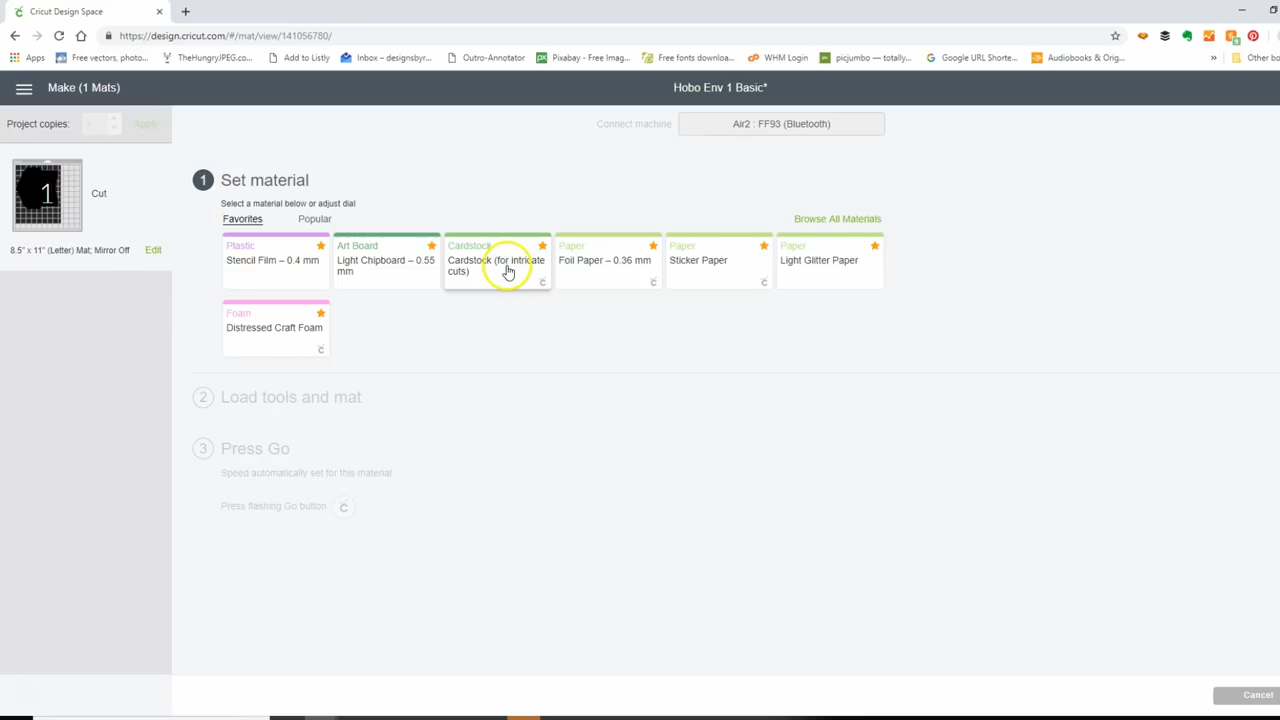 Cricut Design Space
https://design.cricut.com/#/mat/view/141056780/
Apps
Free vectors, photo...
TheHungryJPEG.com
Add to Listly
Inbox – designsbyr...
Outro-Annotator
Pixabay - Free Imag...
Free fonts downloa...
WHM Login
picjumbo — totally...
Google URL Shorte...
Audiobooks & Orig...
»
Other bo
Make (1 Mats)
Hobo Env 1 Basic*
Project copies:
Apply
Connect machine
Air2 : FF93 (Bluetooth)
1
Cut
8.5" x 11" (Letter) Mat; Mirror Off
Edit
1
Set material
Select a material below or adjust dial
Favorites
Popular
Browse All Materials
Plastic
Stencil Film – 0.4 mm
Art Board
Light Chipboard – 0.55
mm
Cardstock
Cardstock (for intricate
cuts)
Paper
Foil Paper – 0.36 mm
Paper
Sticker Paper
Paper
Light Glitter Paper
Foam
Distressed Craft Foam
2
Load tools and mat
3
Press Go
Speed automatically set for this material
Press flashing Go button
Cancel